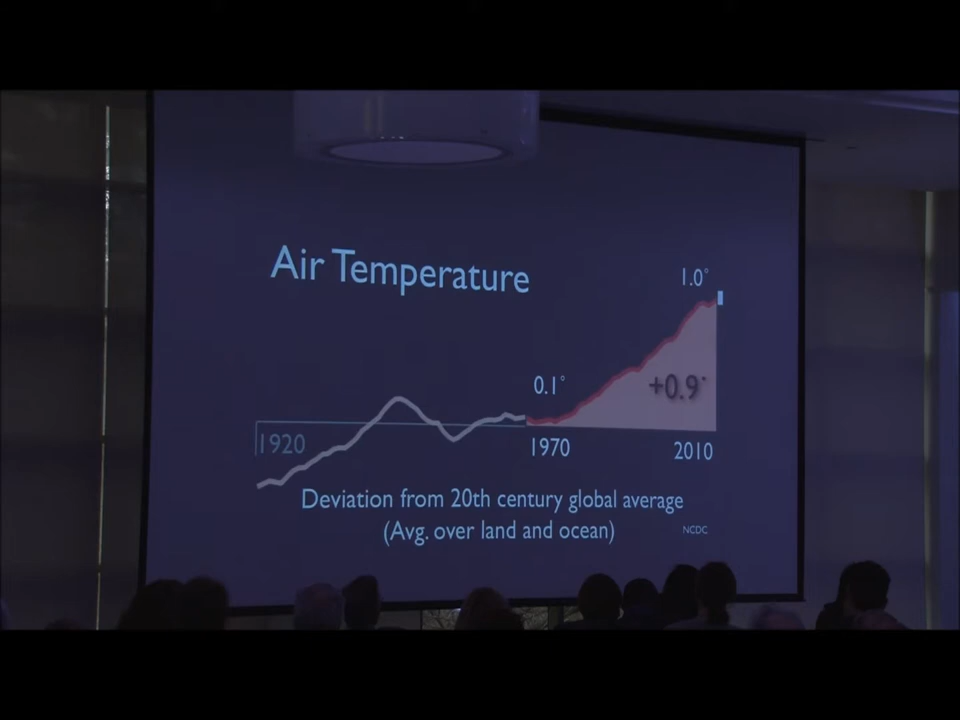 Air Temperature
1.0°
0.1°
+0.9°
1920
1970
2010
Deviation from 20th century global average
(Avg. over land and ocean)
NCDC